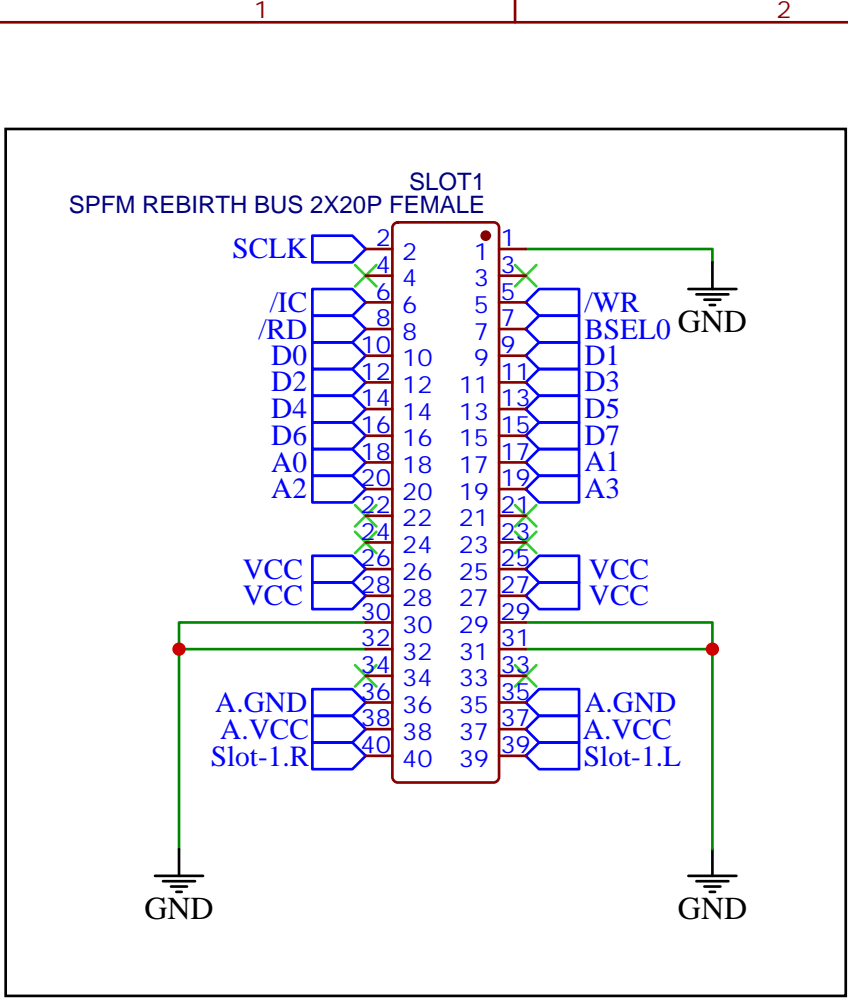 1 2
SLOT1
SPFM REBIRTH BUS 2X20P FEMALE
SCLK 2 2 1 1
4 4 3 3
/IC 6 6 5 5 /WR
/RD 8 8 7 7 BSEL0 GND
D0 10 10 9 9 D1
D2 12 12 11 11 D3
D4 14 14 13 13 D5
D6 16 16 15 15 D7
A0 18 18 17 17 A1
A2 20 20 19 19 A3
22 22 21 21
24 24 23 23
VCC 26 26 25 25 VCC
VCC 28 28 27 27 VCC
30 30 29 29
32 32 31 31
34 34 33 33
A.GND 36 36 35 35 A.GND
A.VCC 38 38 37 37 A.VCC
Slot-1.R 40 40 39 39 Slot-1.L
GND GND